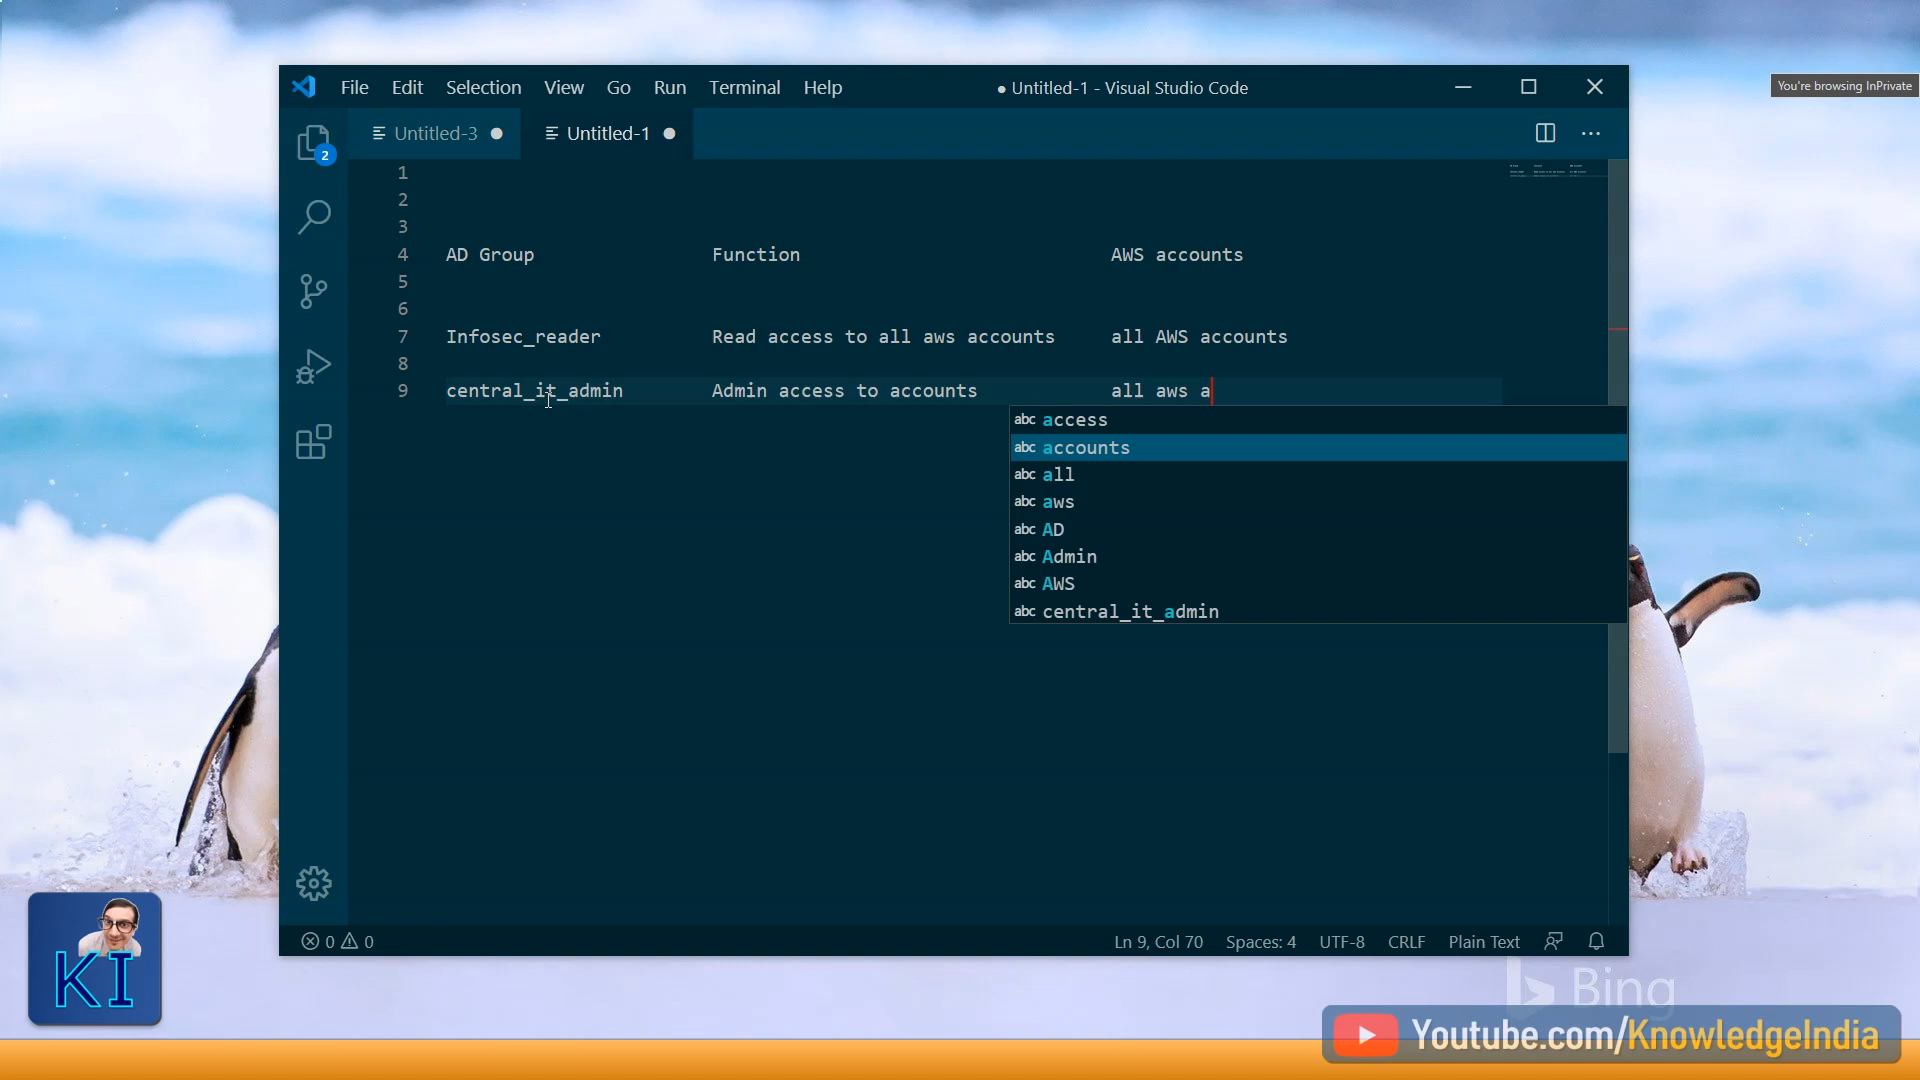 File Edit Selection View Go Run Terminal Help ● Untitled-1 - Visual Studio Code
You're browsing InPrivate
Untitled-3 Untitled-1
2
1
2
3
4 AD Group Function AWS accounts
5
6
7 Infosec_reader Read access to all aws accounts all AWS accounts
8
9 central_it_admin Admin access to accounts all aws a
abc access
abc accounts
abc all
abc aws
abc AD
abc Admin
abc AWS
abc central_it_admin
0 0 Ln 9, Col 70 Spaces: 4 UTF-8 CRLF Plain Text
KI
Bing
Youtube.com/KnowledgeIndia